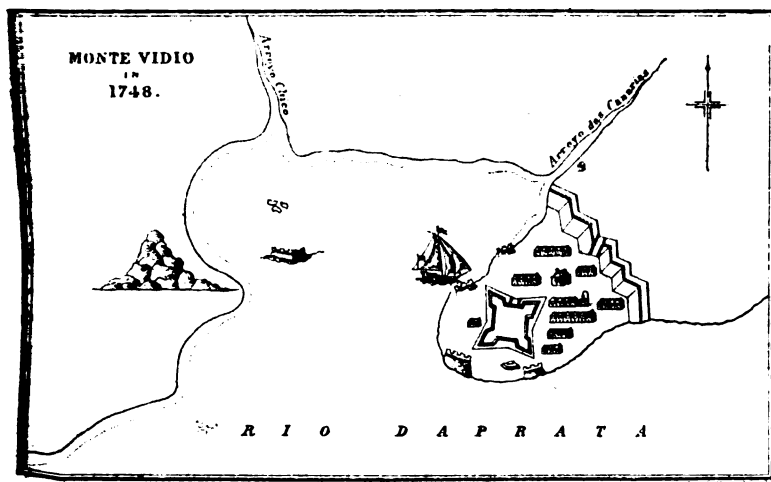 MONTE VIDIO
IN
1748.
Arroyo Chico
Arroyo das Canarias
RIO DAPRATA